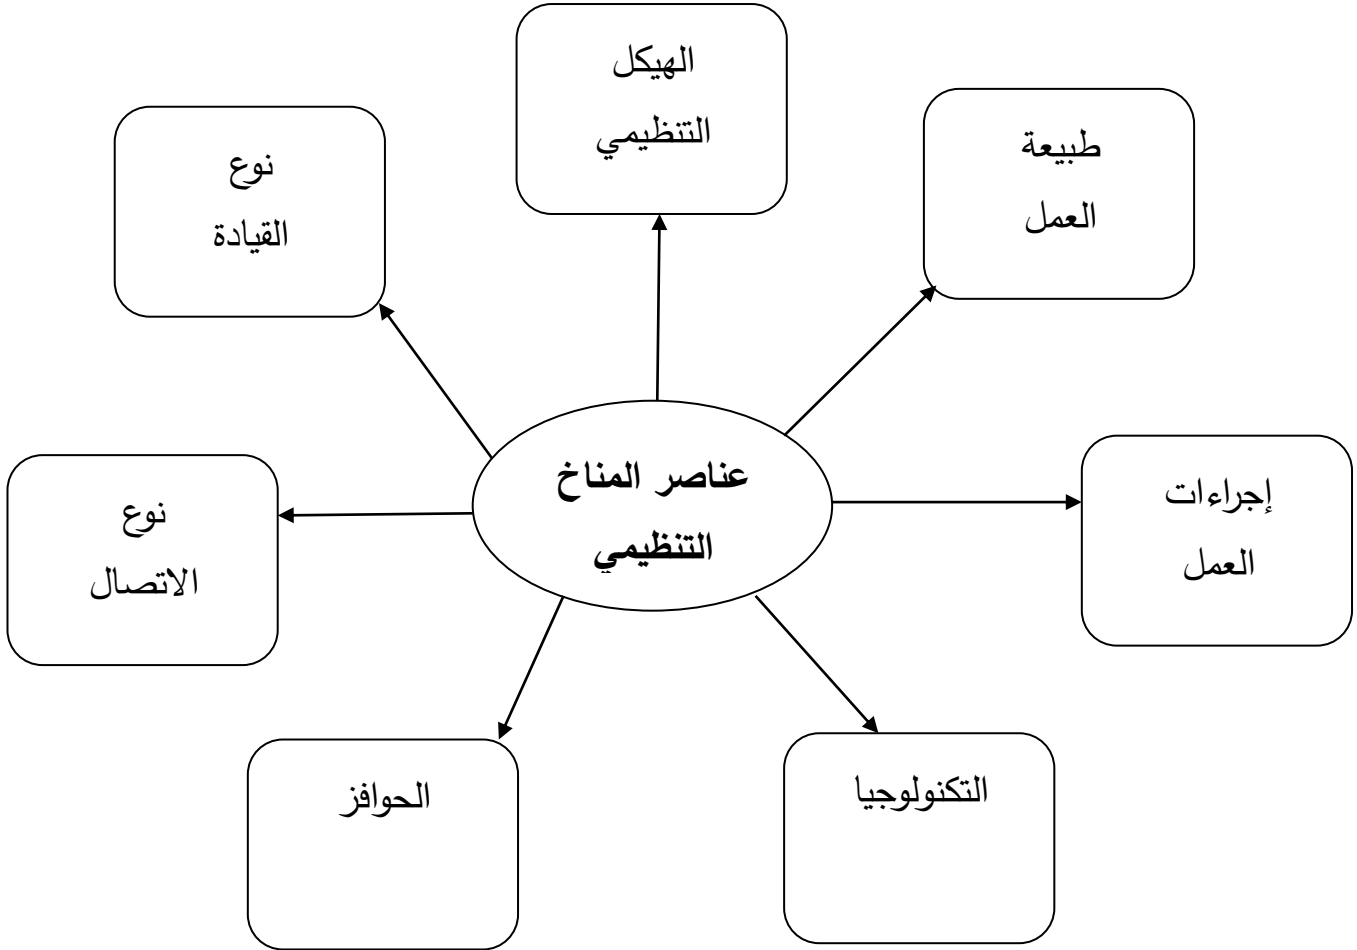 الهيكل
التنظيمي
طبيعة
العمل
نوع
القيادة
عناصر المناخ
التنظيمي
إجراءات
العمل
نوع
الاتصال
التكنولوجيا
الحوافز